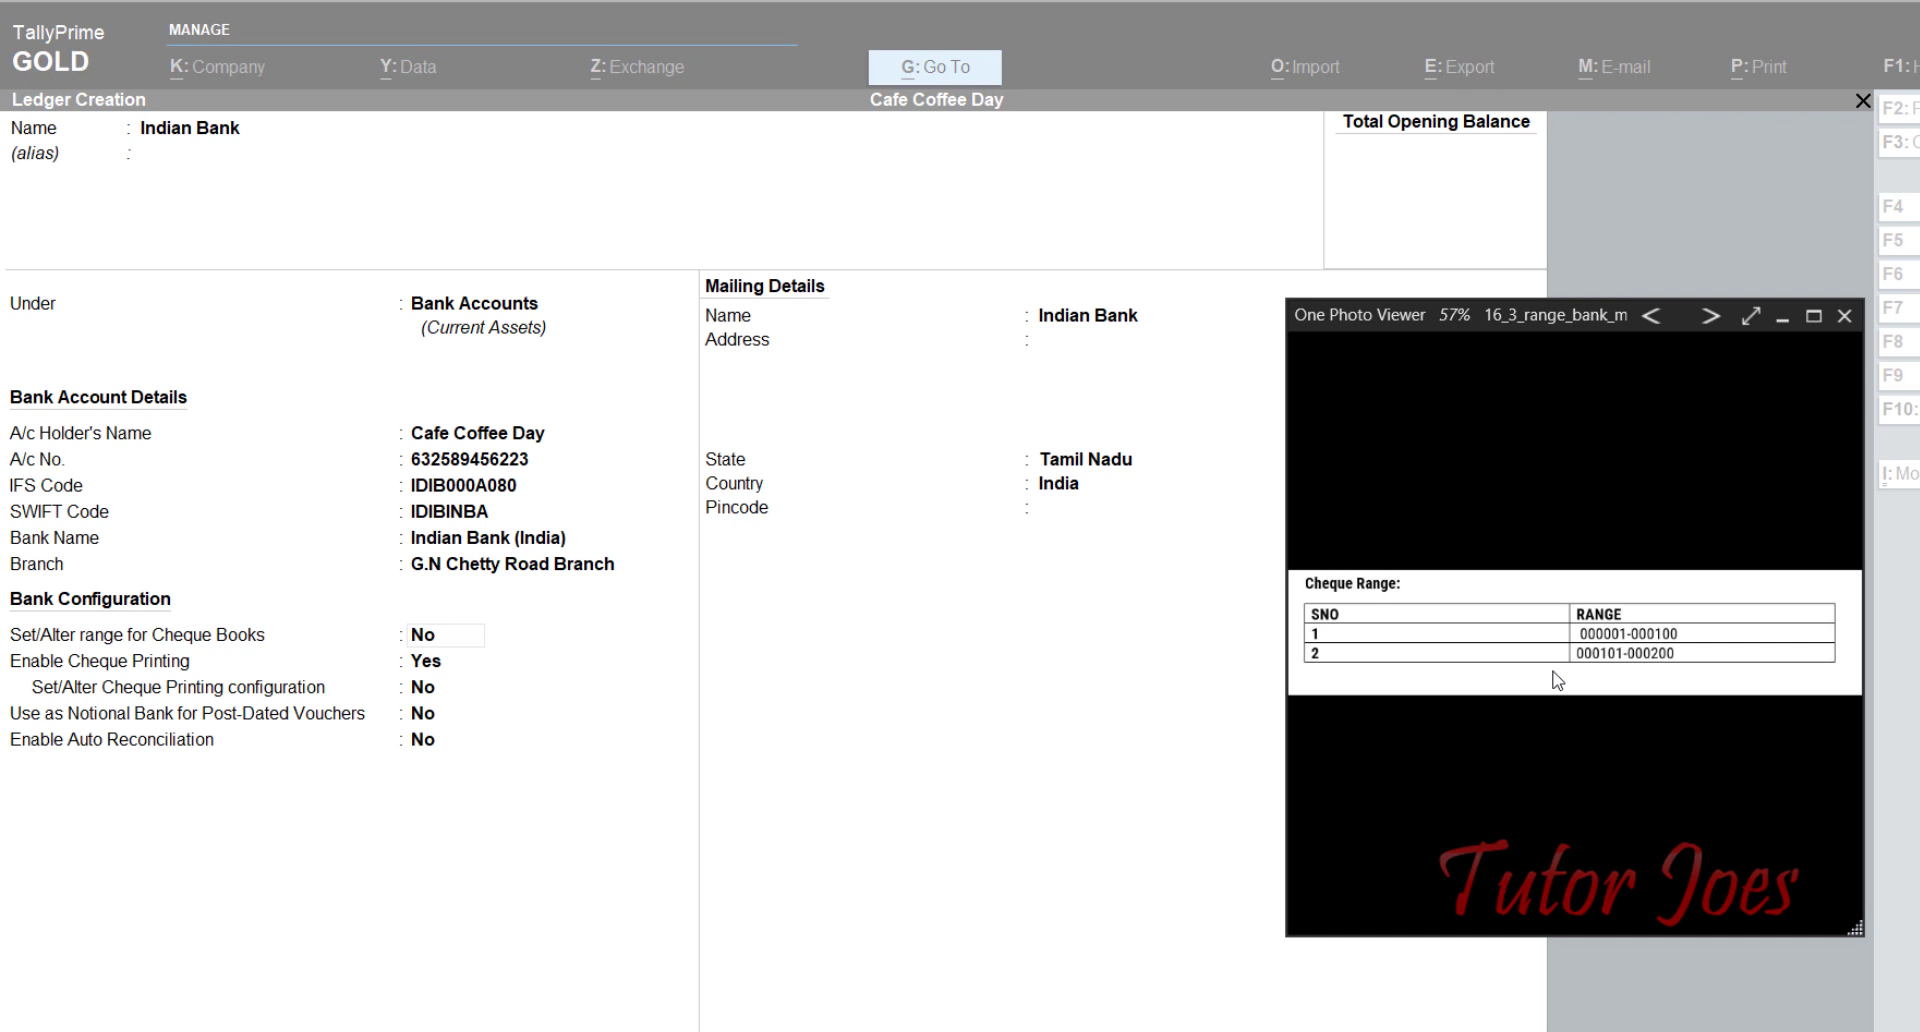 TallyPrime
GOLD
MANAGE
K: Company
Y: Data
Z: Exchange
G: Go To
O: Import
E: Export
M: E-mail
P: Print
F1:
Ledger Creation
Cafe Coffee Day
Name : Indian Bank
(alias) :
Total Opening Balance
F2:
F3:
F4
F5
F6
F7
F8
F9
F10:
I: Mo
Under : Bank Accounts
(Current Assets)
Bank Account Details
A/c Holder's Name : Cafe Coffee Day
A/c No. : 632589456223
IFS Code : IDIB000A080
SWIFT Code : IDIBINBA
Bank Name : Indian Bank (India)
Branch : G.N Chetty Road Branch
Bank Configuration
Set/Alter range for Cheque Books : No
Enable Cheque Printing : Yes
Set/Alter Cheque Printing configuration : No
Use as Notional Bank for Post-Dated Vouchers : No
Enable Auto Reconciliation : No
Mailing Details
Name : Indian Bank
Address :
State : Tamil Nadu
Country : India
Pincode :
One Photo Viewer 57% 16_3_range_bank_m
Cheque Range:
SNO RANGE
1 000001-000100
2 000101-000200
Tutor Joes